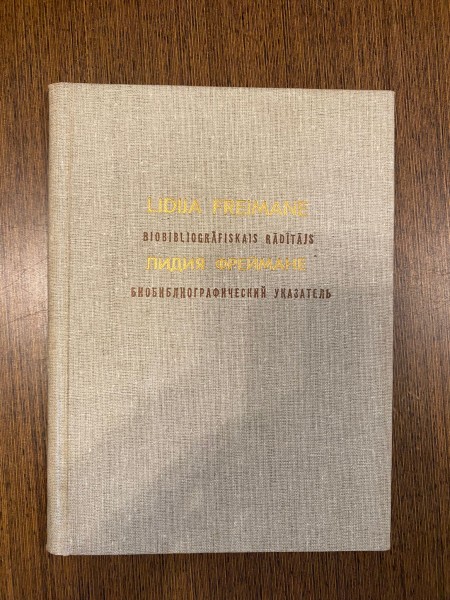 LIDIJA FREIMANE
BIOBIBLIOGRĀFISKAIS RĀDĪTĀJS
ЛИДИЯ ФРЕЙМАНЕ
БИОБИБЛИОГРАФИЧЕСКИЙ УКАЗАТЕЛЬ